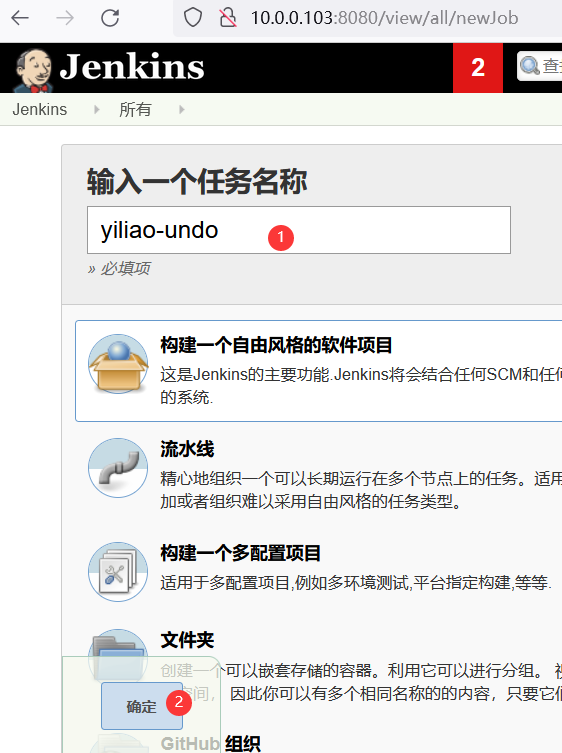 10.0.0.103:8080/view/all/newJob
Jenkins
2
Jenkins
所有
输入一个任务名称
yiliao-undo
1
» 必填项
构建一个自由风格的软件项目
这是Jenkins的主要功能.Jenkins将会结合任何SCM和任
的系统.
流水线
精心地组织一个可以长期运行在多个节点上的任务。适用
加或者组织难以采用自由风格的任务类型。
构建一个多配置项目
适用于多配置项目,例如多环境测试,平台指定构建,等等.
文件夹
创建一个可以嵌套存储的容器。利用它可以进行分组。
空间， 因此你可以有多个相同名称的的内容，只要它
确定
2
GitHub 组织